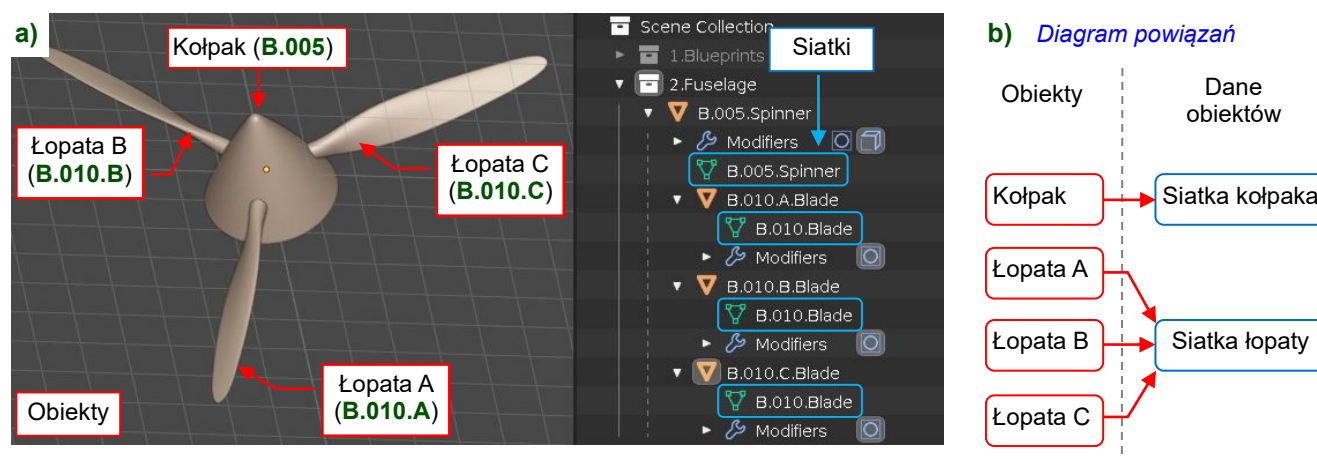 a)
Kołpak (B.005)
Łopata B
(B.010.B)
Łopata C
(B.010.C)
Łopata A
(B.010.A)
Obiekty
Scene Collection
Siatki
1.Blueprints
2.Fuselage
B.005.Spinner
Modifiers
B.005.Spinner
B.010.A.Blade
B.010.Blade
Modifiers
B.010.B.Blade
B.010.Blade
Modifiers
B.010.C.Blade
B.010.Blade
Modifiers
b) Diagram powiązań
Obiekty
Dane
obiektów
Kołpak
Siatka kołpaka
Łopata A
Łopata B
Siatka łopaty
Łopata C